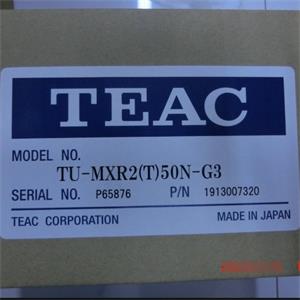 TEAC
MODEL NO.
TU-MXR2(T)50N-G3
SERIAL NO. P65876 P/N 1913007320
TEAC CORPORATION MADE IN JAPAN